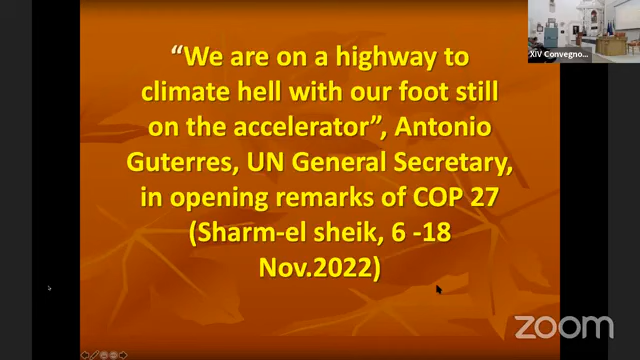 “We are on a highway to
climate hell with our foot still
on the accelerator”, Antonio
Guterres, UN General Secretary,
in opening remarks of COP 27
(Sharm-el sheik, 6 -18
Nov.2022)
XIV Convegno...
zoom